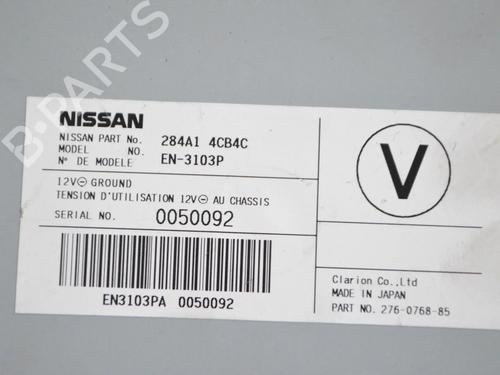 B-PARTS
NISSAN
NISSAN PART No. 284A1 4CB4C
MODEL NO. EN-3103P
N° DE MODELE
12V⊖ GROUND
TENSION D'UTILISATION 12V⊖ AU CHASSIS
SERIAL NO. 0050092
EN3103PA 0050092
V
Clarion Co.,Ltd
MADE IN JAPAN
PART NO. 276-0768-85